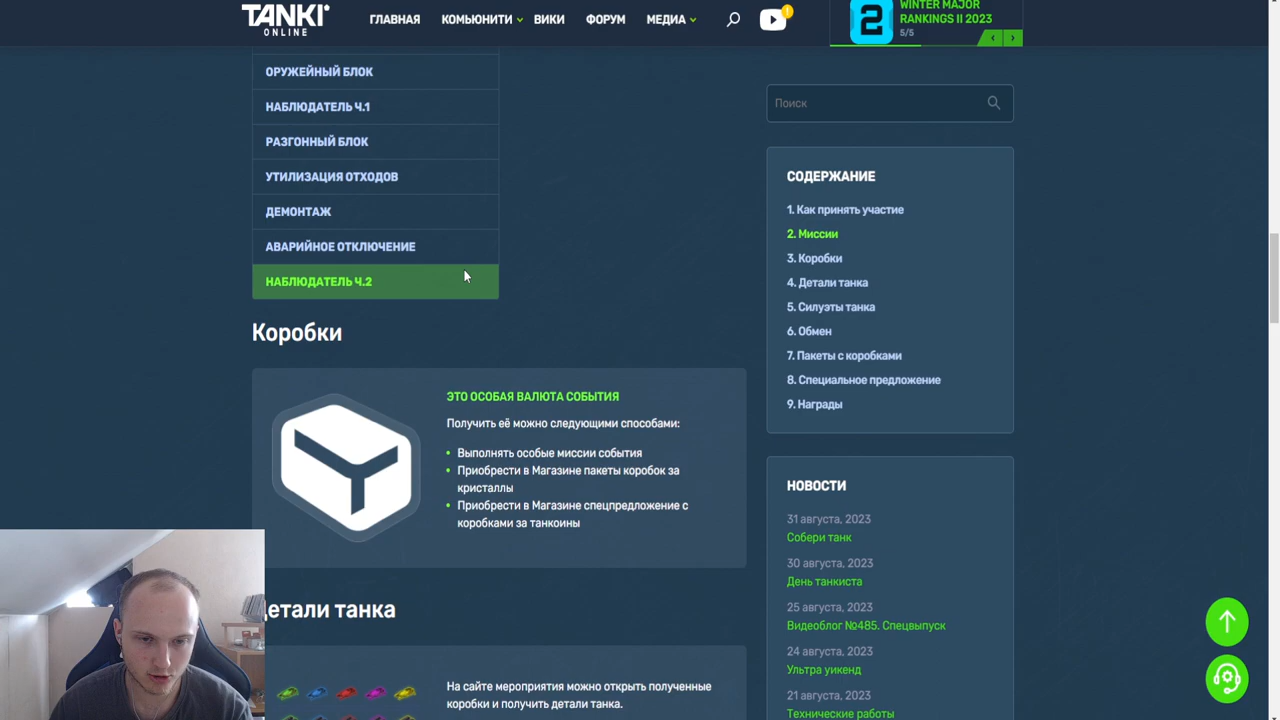 TANKI
ONLINE
ГЛАВНАЯ
КОМЬЮНИТИ
ВИКИ
ФОРУМ
МЕДИА
!
2
WINTER MAJOR
RANKINGS II 2023
5/5
ОРУЖЕЙНЫЙ БЛОК
НАБЛЮДАТЕЛЬ Ч.1
РАЗГОННЫЙ БЛОК
УТИЛИЗАЦИЯ ОТХОДОВ
ДЕМОНТАЖ
АВАРИЙНОЕ ОТКЛЮЧЕНИЕ
НАБЛЮДАТЕЛЬ Ч.2
Коробки
ЭТО ОСОБАЯ ВАЛЮТА СОБЫТИЯ
Получить её можно следующими способами:
• Выполнять особые миссии события
• Приобрести в Магазине пакеты коробок за
кристаллы
• Приобрести в Магазине спецпредложение с
коробками за танкоины
етали танка
На сайте мероприятия можно открыть полученные
коробки и получить детали танка.
Поиск
СОДЕРЖАНИЕ
1. Как принять участие
2. Миссии
3. Коробки
4. Детали танка
5. Силуэты танка
6. Обмен
7. Пакеты с коробками
8. Специальное предложение
9. Награды
НОВОСТИ
31 августа, 2023
Собери танк
30 августа, 2023
День танкиста
25 августа, 2023
Видеоблог №485. Спецвыпуск
24 августа, 2023
Ультра уикенд
21 августа, 2023
Технические работы